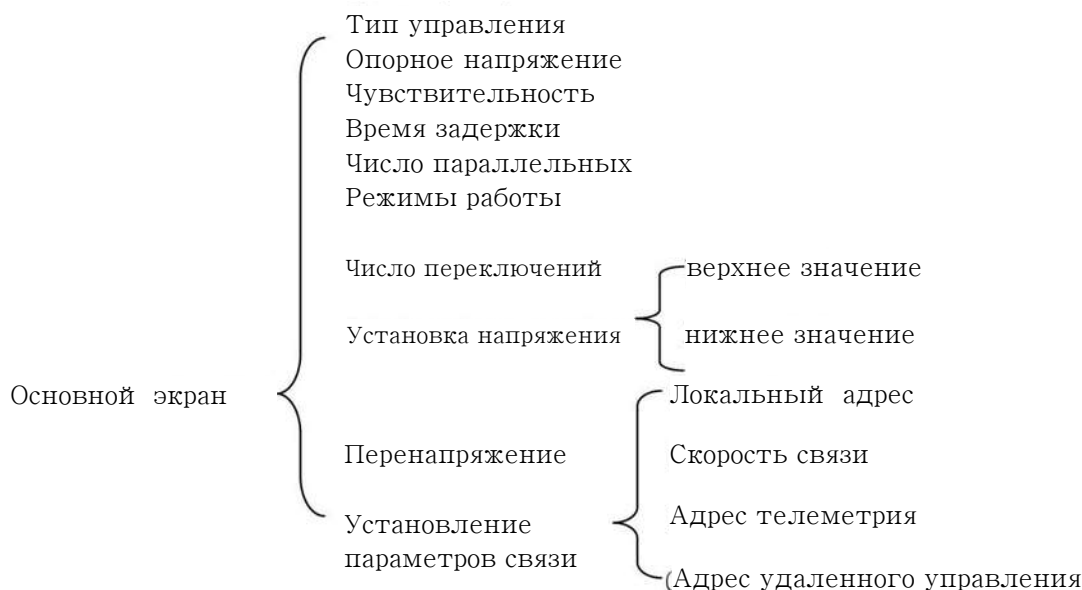 Тип управления
Опорное напряжение
Чувствительность
Время задержки
Число параллельных
Режимы работы
Число переключений
верхнее значение
Установка напряжения
нижнее значение
Основной экран
Локальный адрес
Перенапряжение
Скорость связи
Установление
параметров связи
Адрес телеметрия
(Адрес удаленного управления